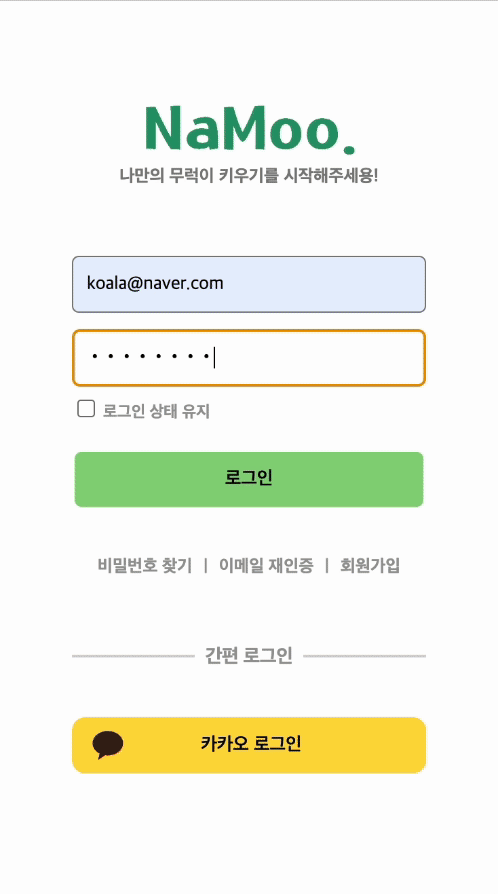 NaMoo.
나만의 무럭이 키우기를 시작해주세용!
koala@naver.com
• • • • • • • •
로그인 상태 유지
로그인
비밀번호 찾기 | 이메일 재인증 | 회원가입
간편 로그인
카카오 로그인